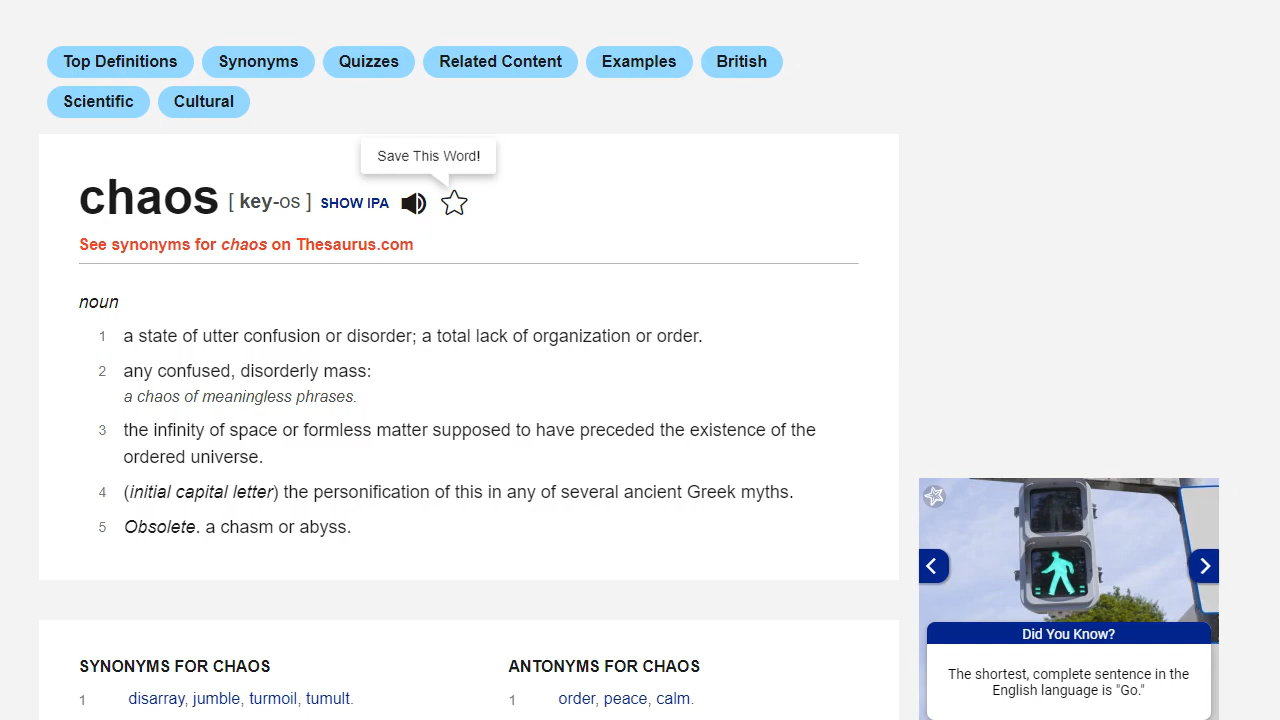 Top Definitions
Synonyms
Quizzes
Related Content
Examples
British
Scientific
Cultural
Save This Word!
chaos [ key-os ] SHOW IPA
See synonyms for chaos on Thesaurus.com
noun
1 a state of utter confusion or disorder; a total lack of organization or order.
2 any confused, disorderly mass:
a chaos of meaningless phrases.
3 the infinity of space or formless matter supposed to have preceded the existence of the
ordered universe.
4 (initial capital letter) the personification of this in any of several ancient Greek myths.
5 Obsolete. a chasm or abyss.
SYNONYMS FOR CHAOS
1 disarray, jumble, turmoil, tumult.
ANTONYMS FOR CHAOS
1 order, peace, calm.
Did You Know?
The shortest, complete sentence in the
English language is "Go."